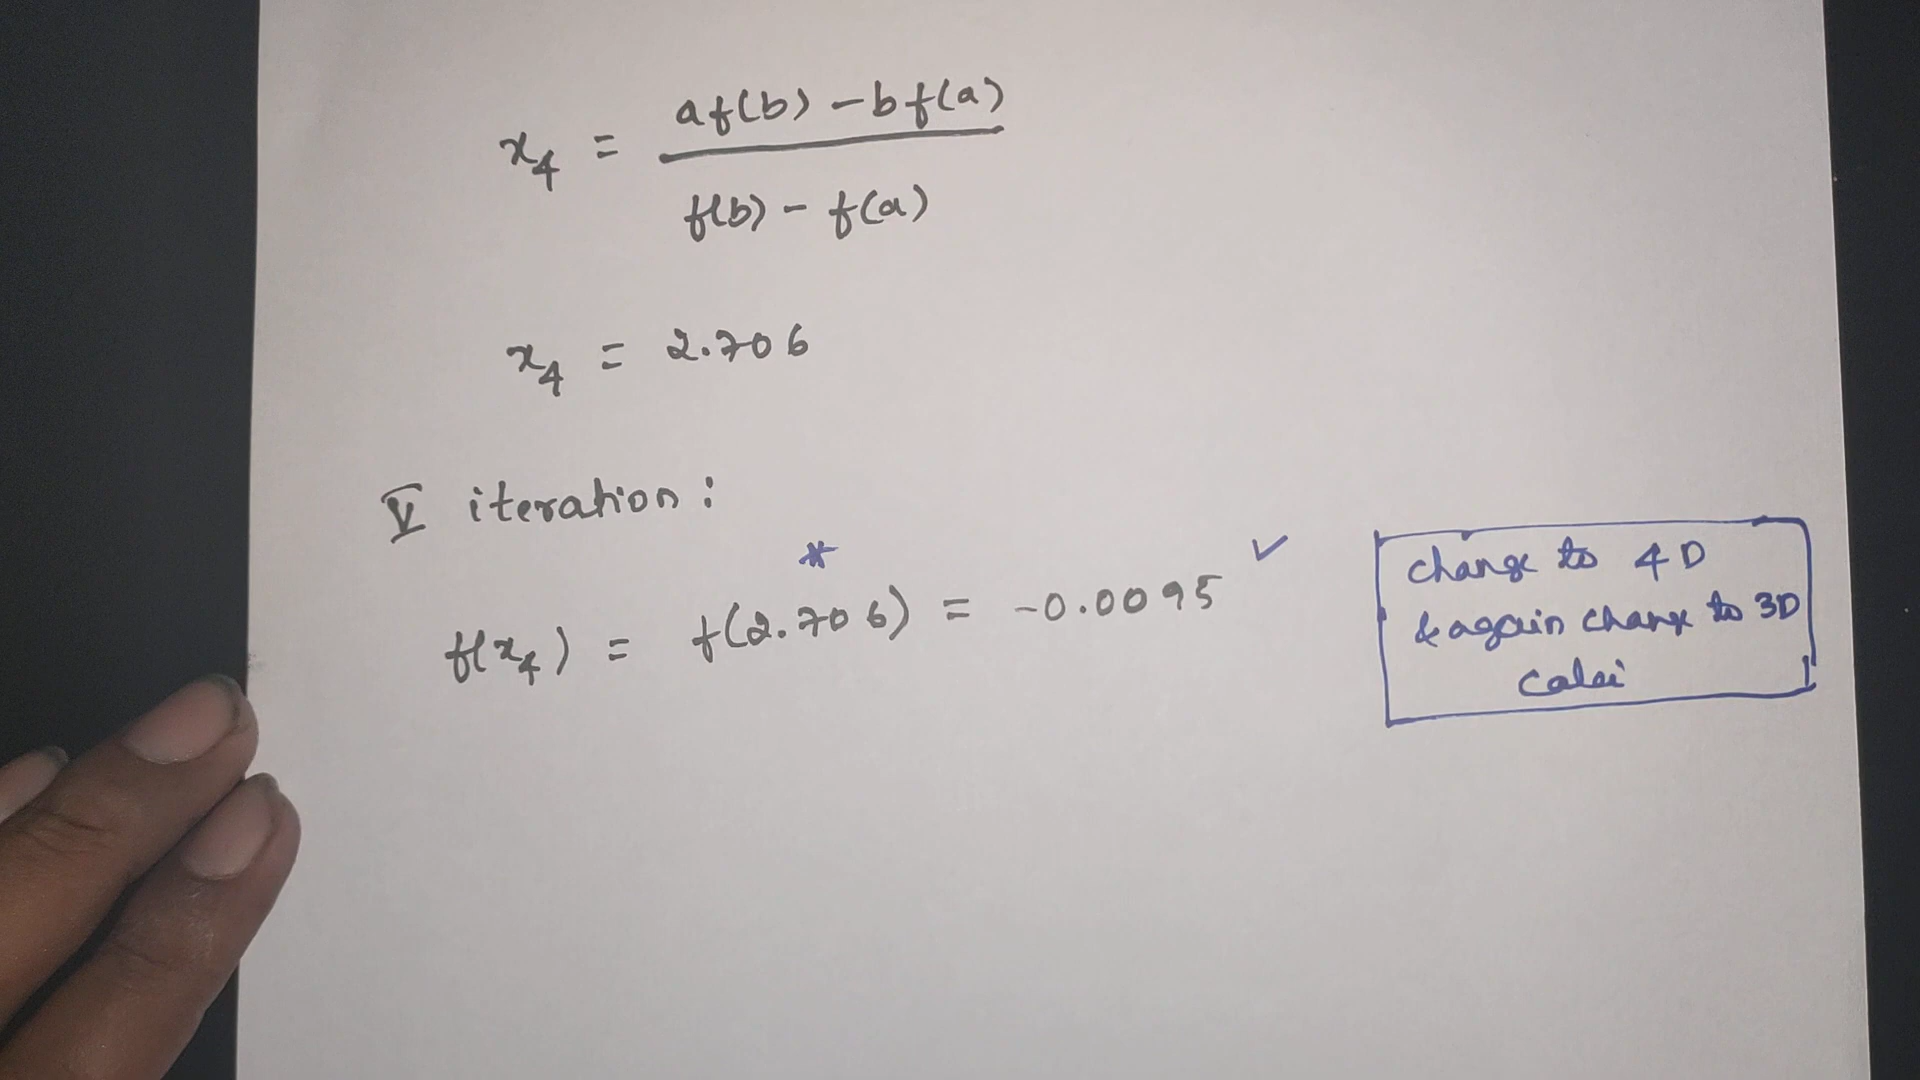 x₄ = af(b) - bf(a) / f(b) - f(a)
x₄ = 2.706
V iteration :
*
f(x₄) = f(2.706) = -0.0095 ✓
change to 4D
& again change to 3D
calci